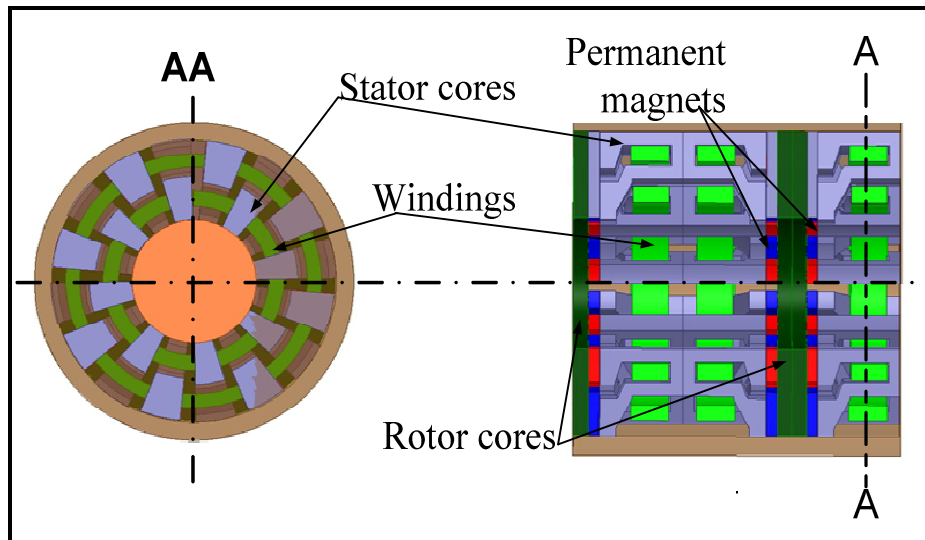 AA
Stator cores
Windings
Permanent
magnets
A
Rotor cores
A